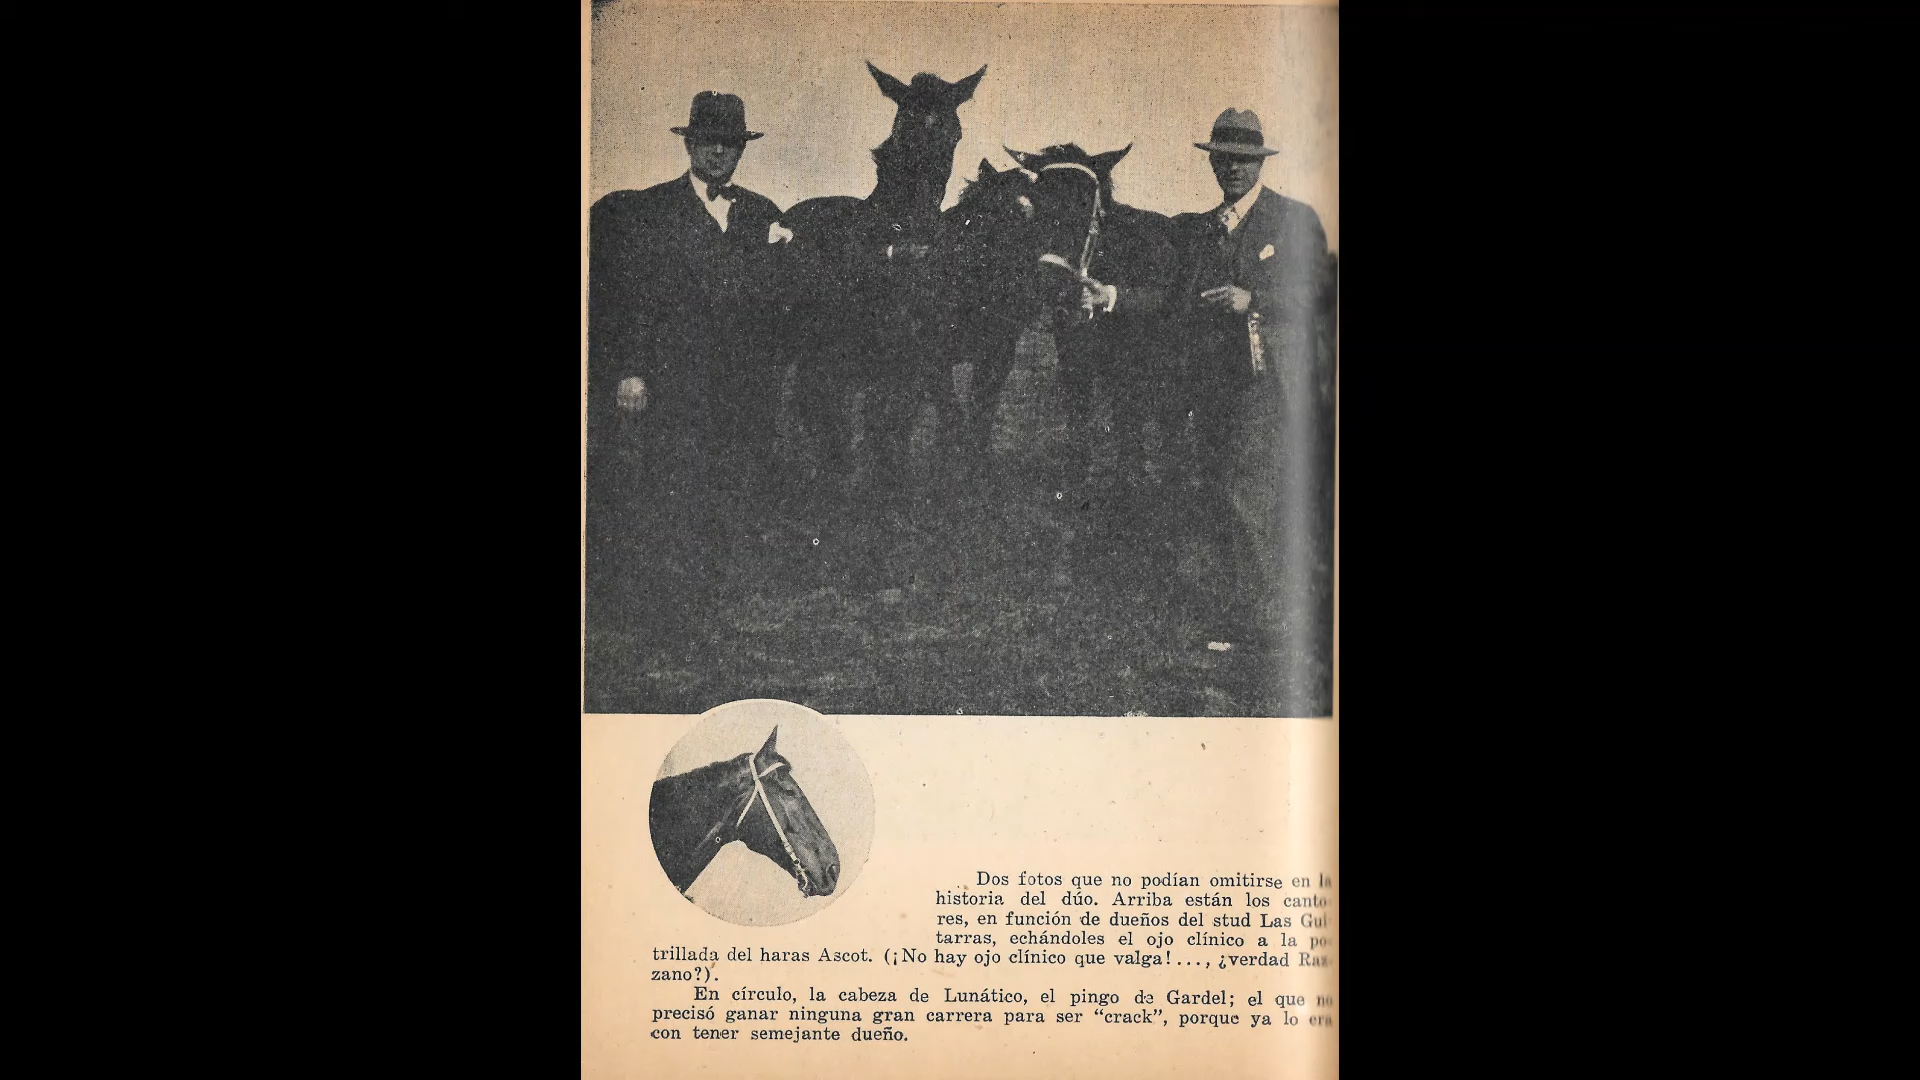 Dos fotos que no podían omitirse en la
historia del dúo. Arriba están los canto-
res, en función de dueños del stud Las Gui-
tarras, echándoles el ojo clínico a la po-
trillada del haras Ascot. (¡No hay ojo clínico que valga!..., ¿verdad Raz-
zano?).
En círculo, la cabeza de Lunático, el pingo de Gardel; el que no
precisó ganar ninguna gran carrera para ser “crack”, porque ya lo era
con tener semejante dueño.